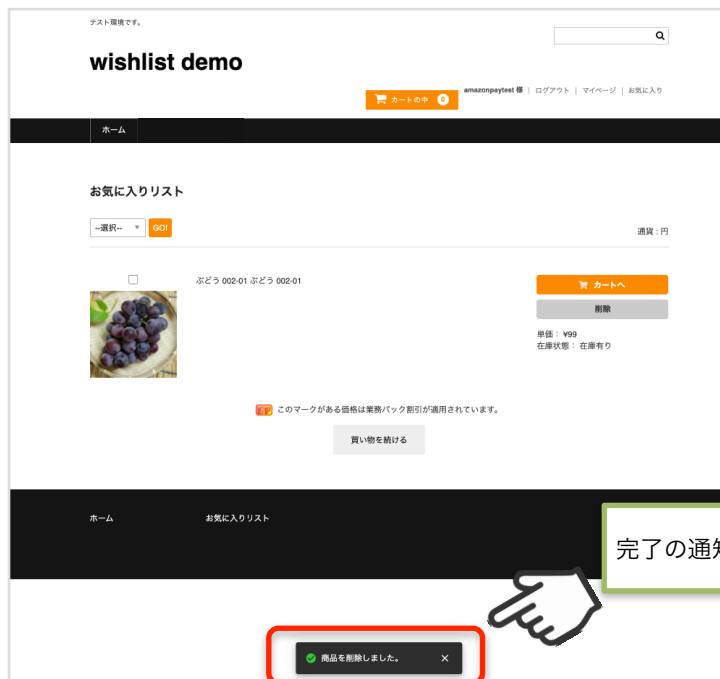 テスト環境です。
wishlist demo
カートの中 0
amazonpaytest 様 | ログアウト | マイページ | お気に入り
ホーム
お気に入りリスト
--選択-- GO!
通貨 : 円
ぶどう 002-01 ぶどう 002-01
カートへ
削除
単価： ¥99
在庫状態： 在庫有り
このマークがある価格は業務パック割引が適用されています。
買い物を続ける
ホーム お気に入りリスト
完了の通
商品を削除しました。 ×